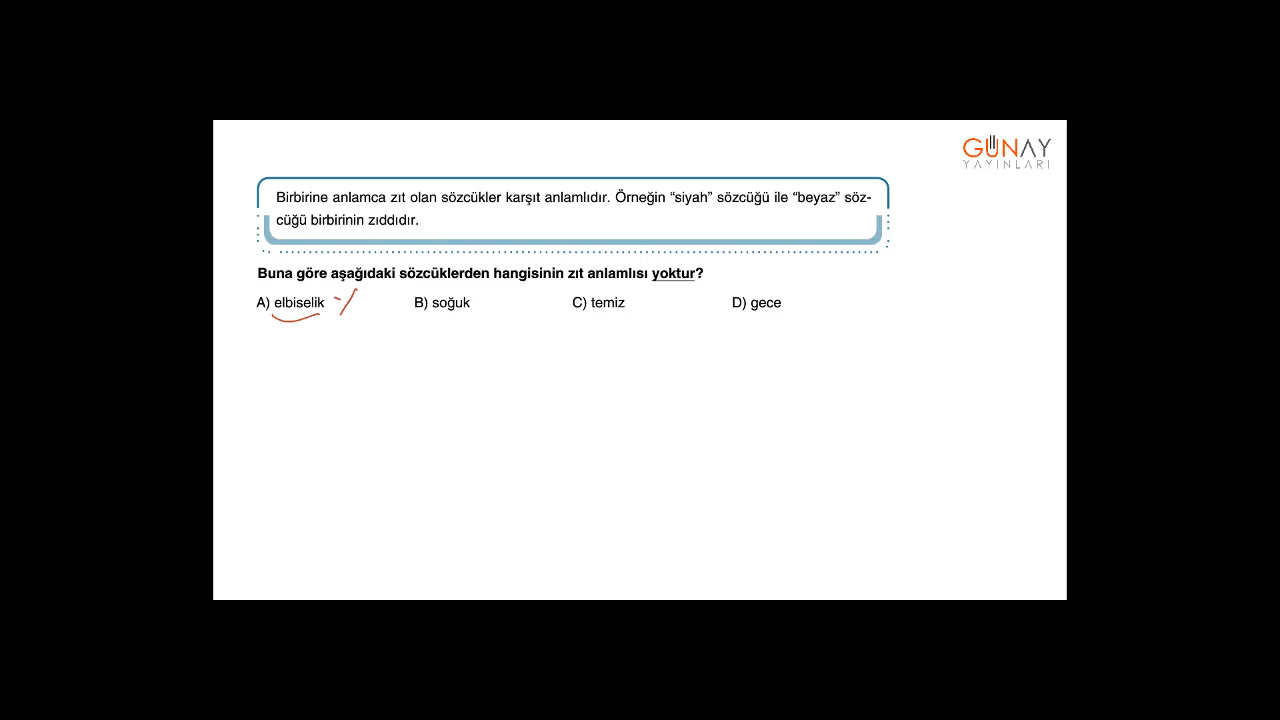 GÜNAY
YAYINLARI
Birbirine anlamca zıt olan sözcükler karşıt anlamlıdır. Örneğin “siyah” sözcüğü ile “beyaz” söz-
cüğü birbirinin zıddıdır.
Buna göre aşağıdaki sözcüklerden hangisinin zıt anlamlısı yoktur?
A) elbiselik B) soğuk C) temiz D) gece